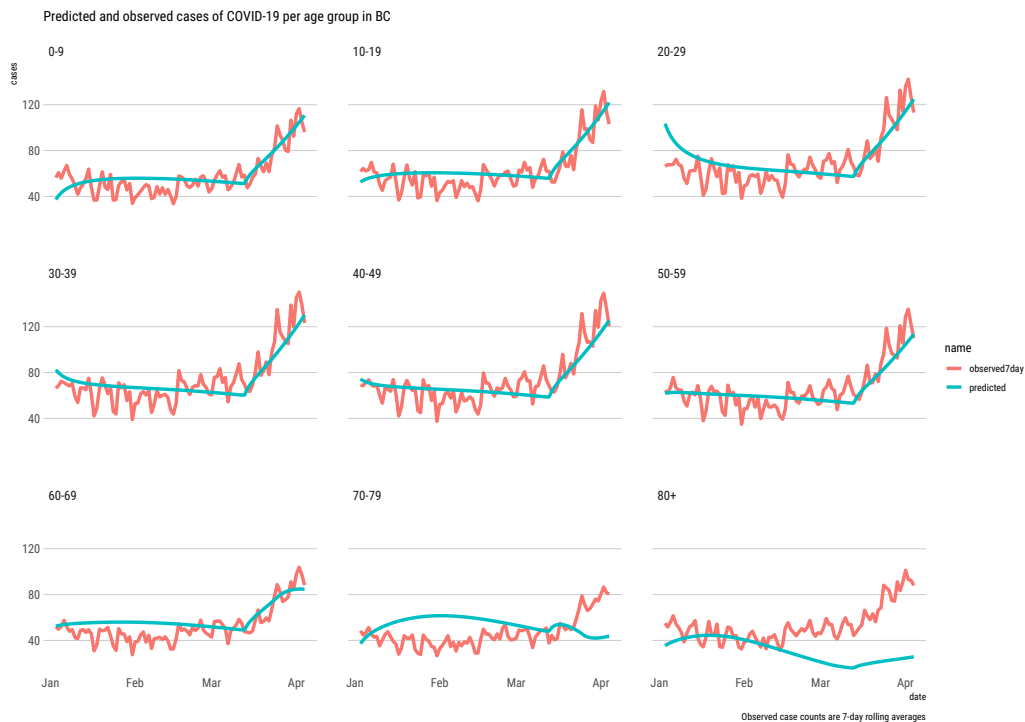 Predicted and observed cases of COVID-19 per age group in BC
0-9
10-19
20-29
cases
120
80
40
30-39
40-49
50-59
120
80
40
name
observed7day
predicted
60-69
70-79
80+
120
80
40
Jan Feb Mar Apr Jan Feb Mar Apr Jan Feb Mar Apr
date
Observed case counts are 7-day rolling averages